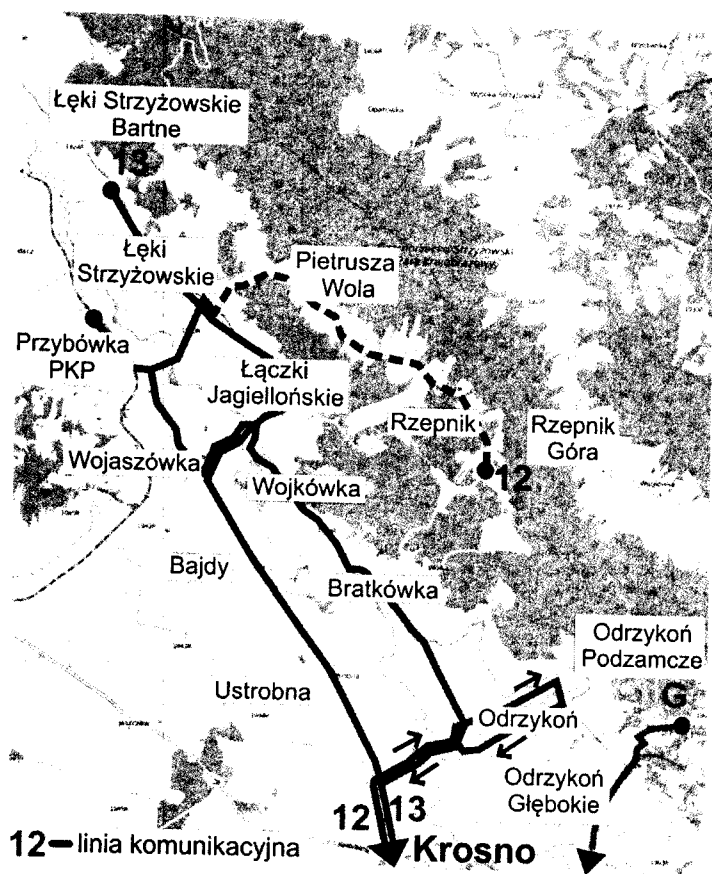 Łęki Strzyżowskie
Bartne
13
Łęki
Strzyżowskie
Pietrusza
Wola
Przybówka
PKP
Łączki
Jagiellońskie
Rzepnik
Rzepnik
Góra
12
Wojaszówka
Wojkówka
Bajdy
Bratkówka
Odrzykoń
Podzamcze
G
Ustrobna
Odrzykoń
Odrzykoń
Głębokie
12 13
Krosno
12 – linia komunikacyjna